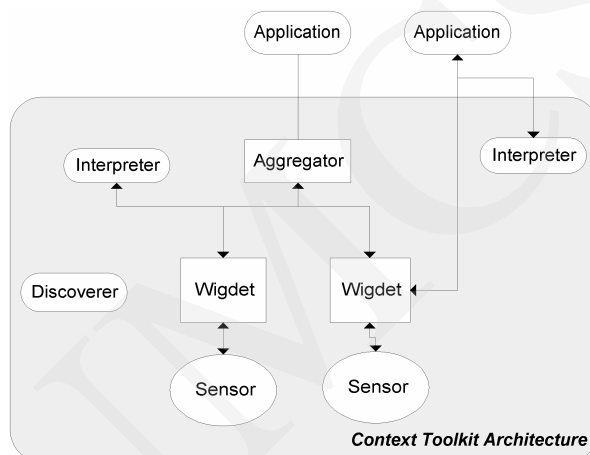 Application
Application
Aggregator
Interpreter
Interpreter
Discoverer
Wigdet
Wigdet
Sensor
Sensor
Context Toolkit Architecture